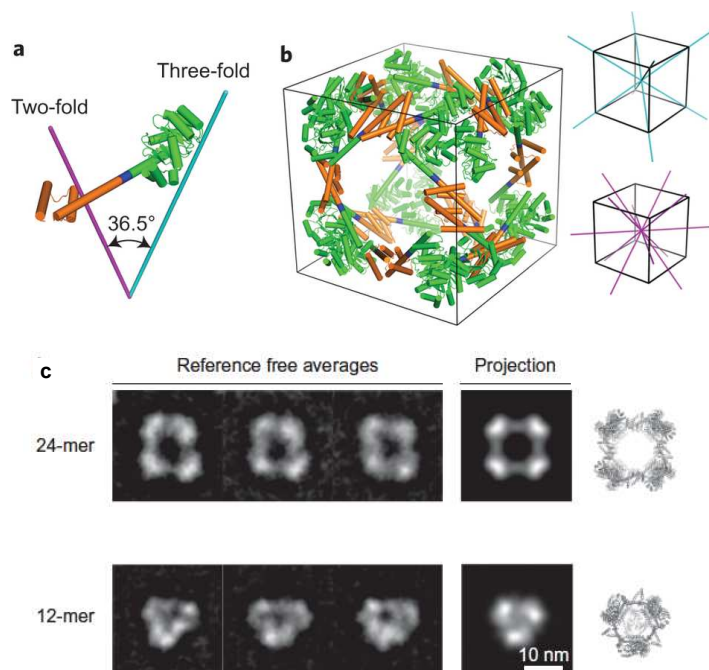 a
Three-fold
Two-fold
36.5°
b
c
Reference free averages
Projection
24-mer
12-mer
10 nm